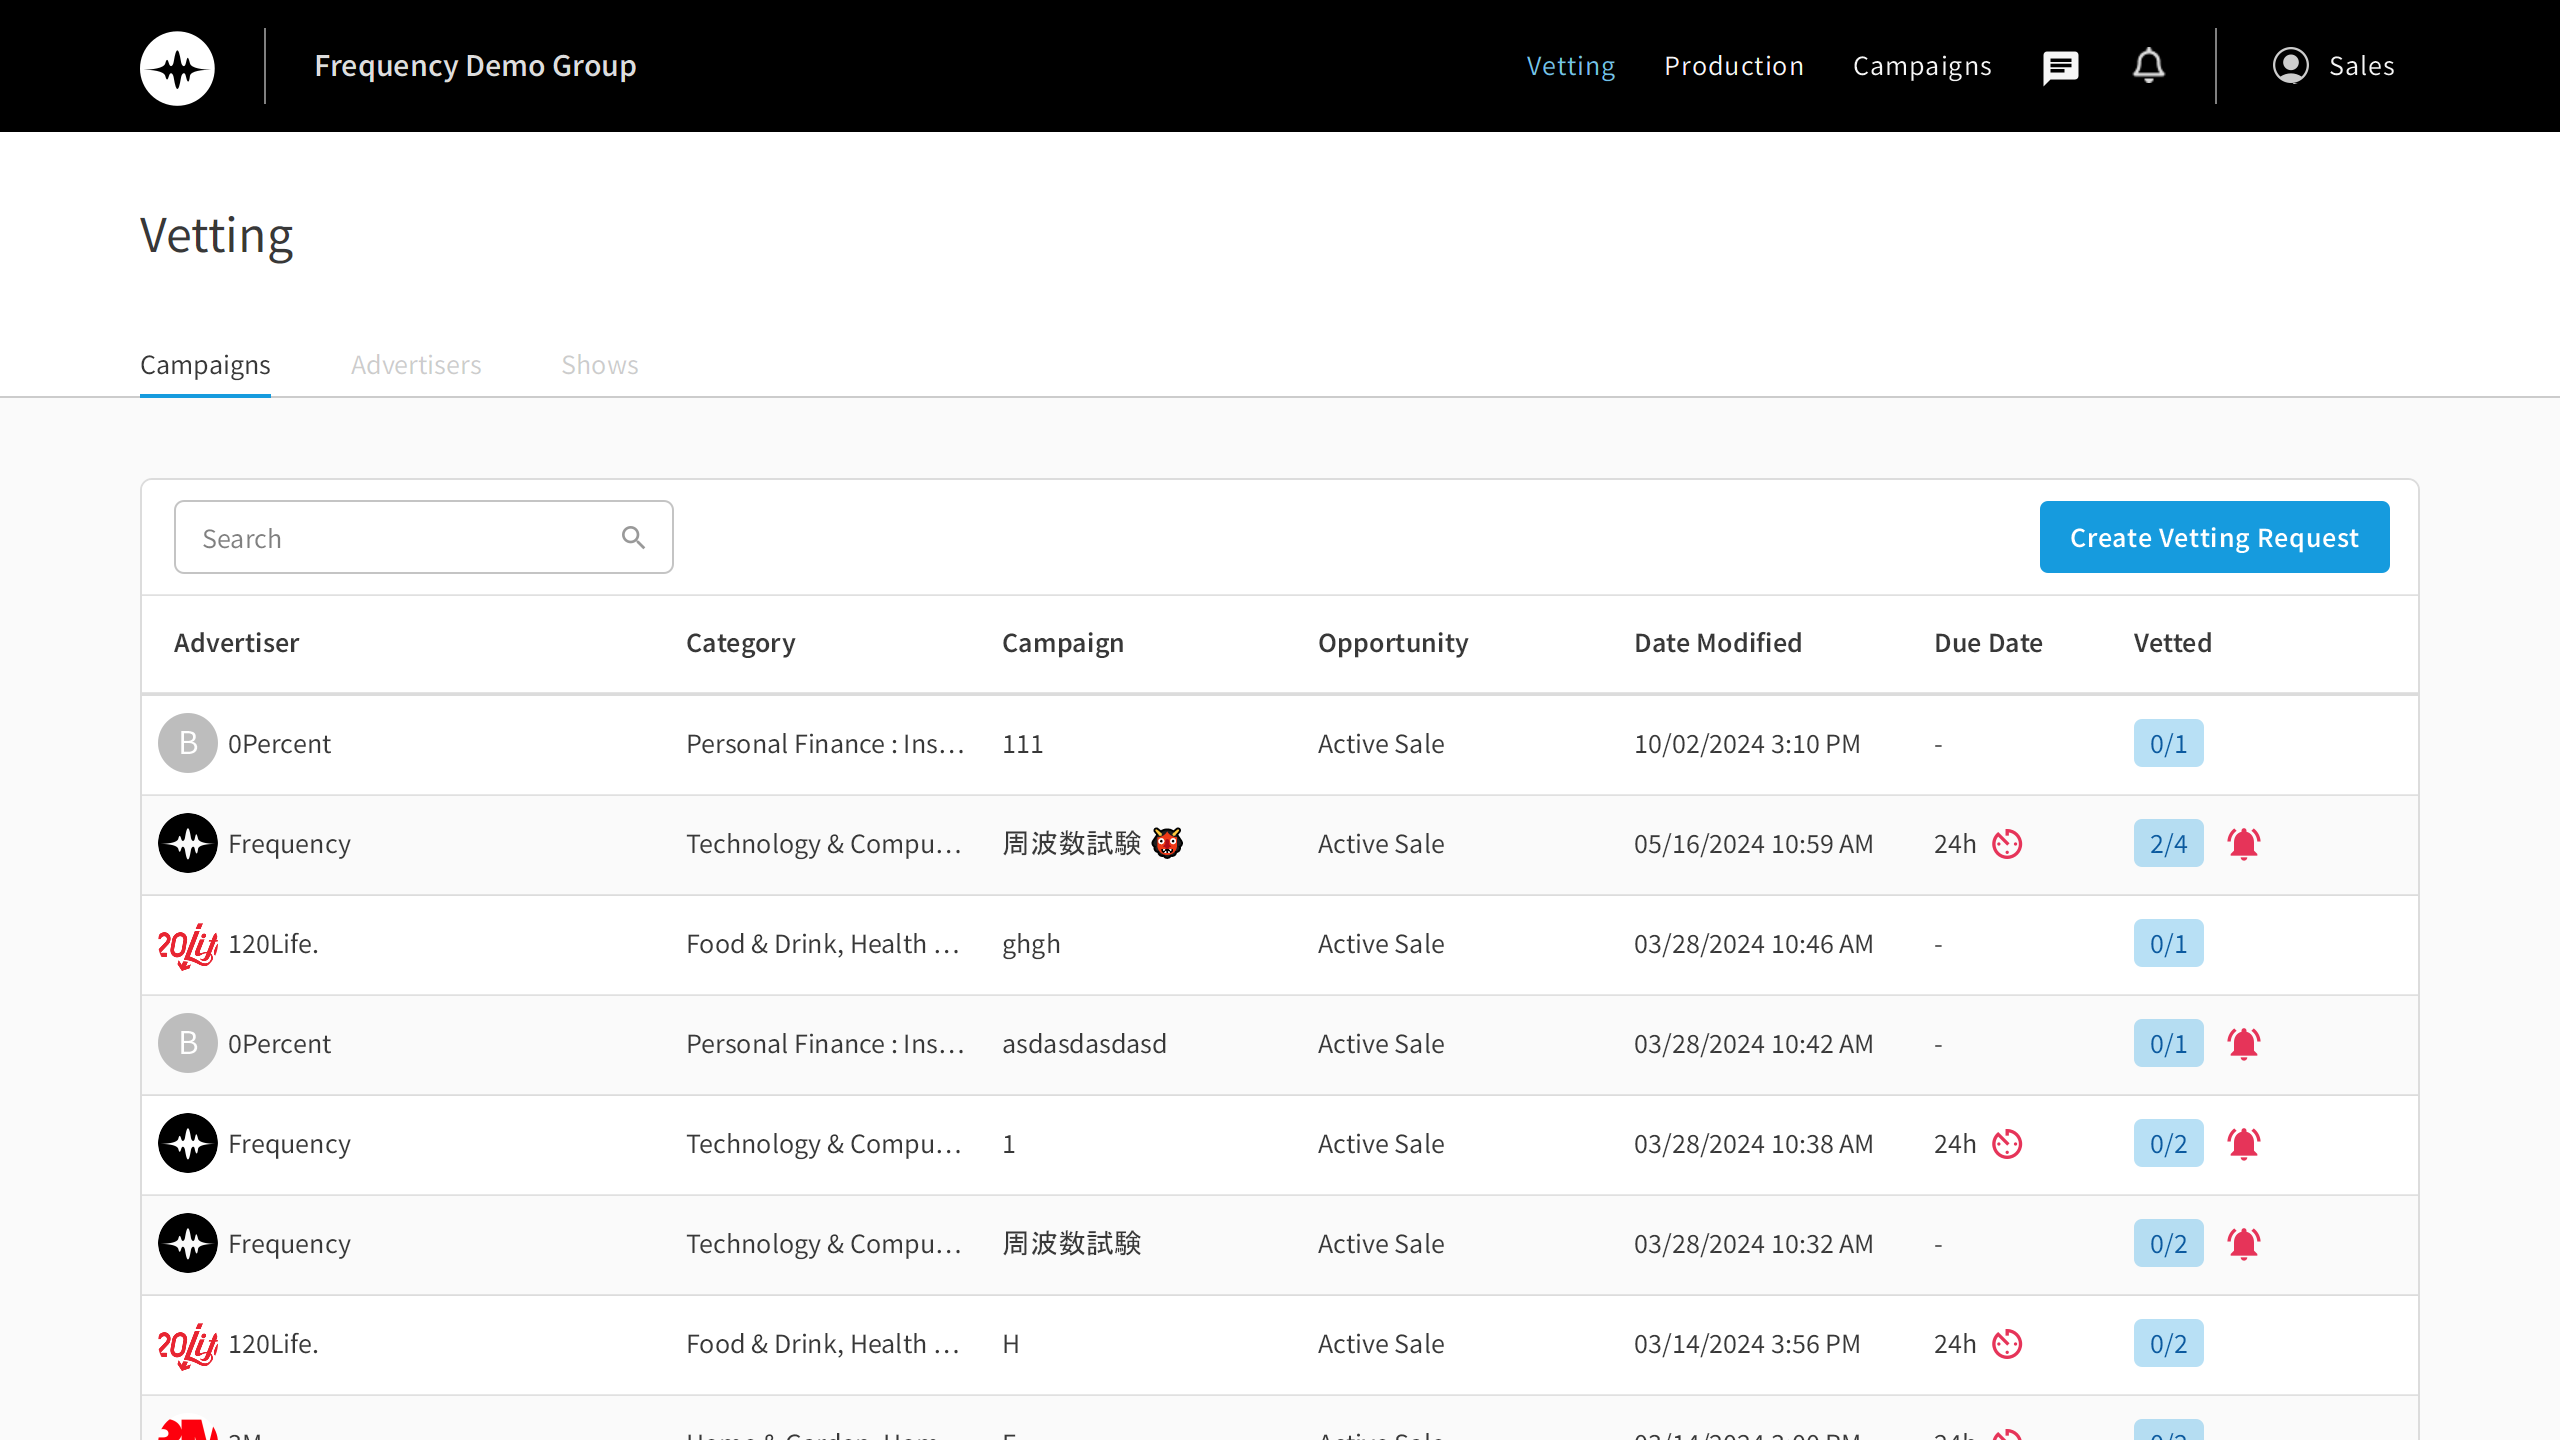 Frequency Demo Group
Vetting Production Campaigns Sales
Vetting
Campaigns Advertisers Shows
Search
Create Vetting Request
Advertiser Category Campaign Opportunity Date Modified Due Date Vetted
B 0Percent Personal Finance : Ins… 111 Active Sale 10/02/2024 3:10 PM - 0/1
Frequency Technology & Compu… 周波数試験 👹 Active Sale 05/16/2024 10:59 AM 24h 2/4
120Life. Food & Drink, Health … ghgh Active Sale 03/28/2024 10:46 AM - 0/1
B 0Percent Personal Finance : Ins… asdasdasdasd Active Sale 03/28/2024 10:42 AM - 0/1
Frequency Technology & Compu… 1 Active Sale 03/28/2024 10:38 AM 24h 0/2
Frequency Technology & Compu… 周波数試験 Active Sale 03/28/2024 10:32 AM - 0/2
120Life. Food & Drink, Health … H Active Sale 03/14/2024 3:56 PM 24h 0/2
3M Home & Garden, Hom… Active Sale 24h